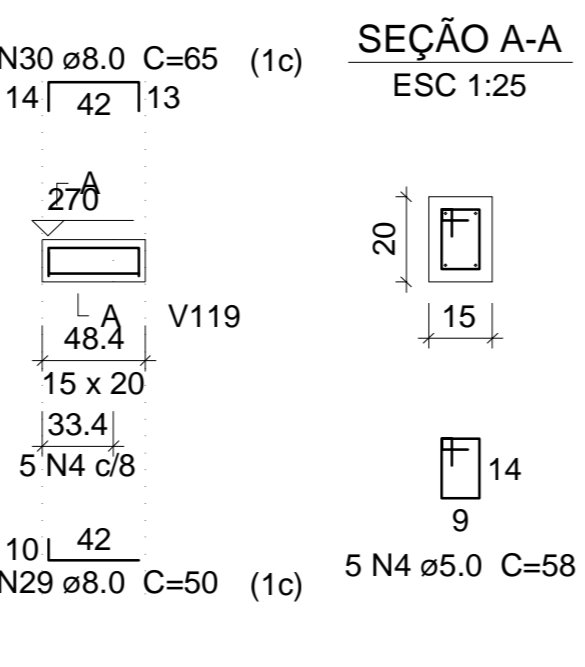 N30 ø8.0 C=65 (1c)
14 42 13
SEÇÃO A-A
ESC 1:25
A
270
A
V119
48.4
15 x 20
33.4
5 N4 c/8
10 42
N29 ø8.0 C=50 (1c)
20
15
14
9
5 N4 ø5.0 C=58